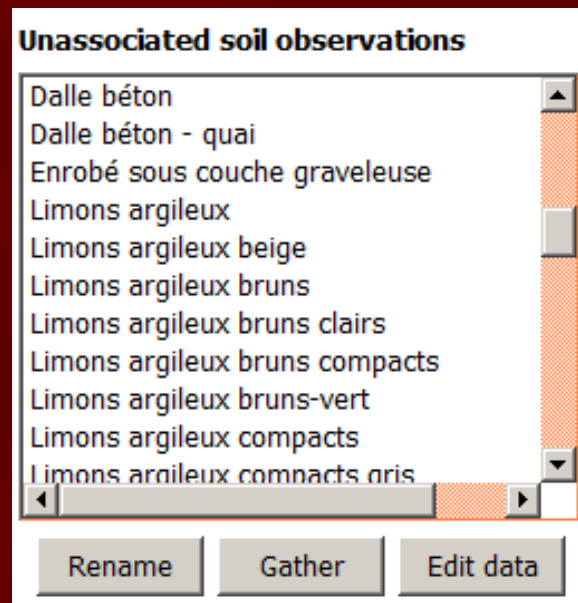 Unassociated soil observations
Dalle béton
Dalle béton - quai
Enrobé sous couche graveleuse
Limons argileux
Limons argileux beige
Limons argileux bruns
Limons argileux bruns clairs
Limons argileux bruns compacts
Limons argileux bruns-vert
Limons argileux compacts
Limons argileux compacts gris
Rename Gather Edit data